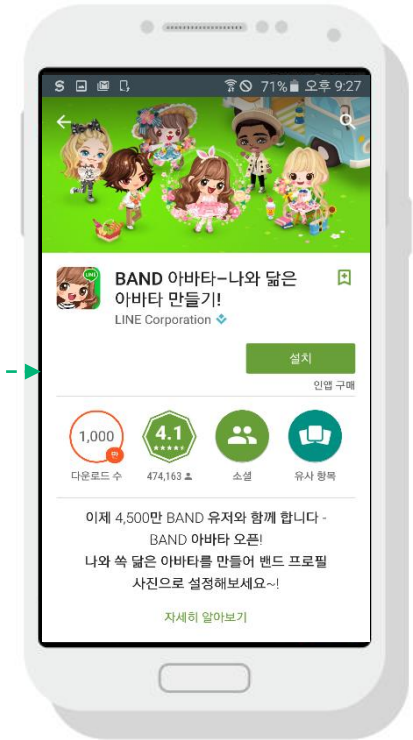 S 71% 오후 9:27
LINE
BAND 아바타-나와 닮은
아바타 만들기!
LINE Corporation
설치
인앱 구매
1,000
만
4.1
다운로드 수
474,163
소셜
유사 항목
이제 4,500만 BAND 유저와 함께 합니다 -
BAND 아바타 오픈!
나와 쏙 닮은 아바타를 만들어 밴드 프로필
사진으로 설정해보세요~!
자세히 알아보기